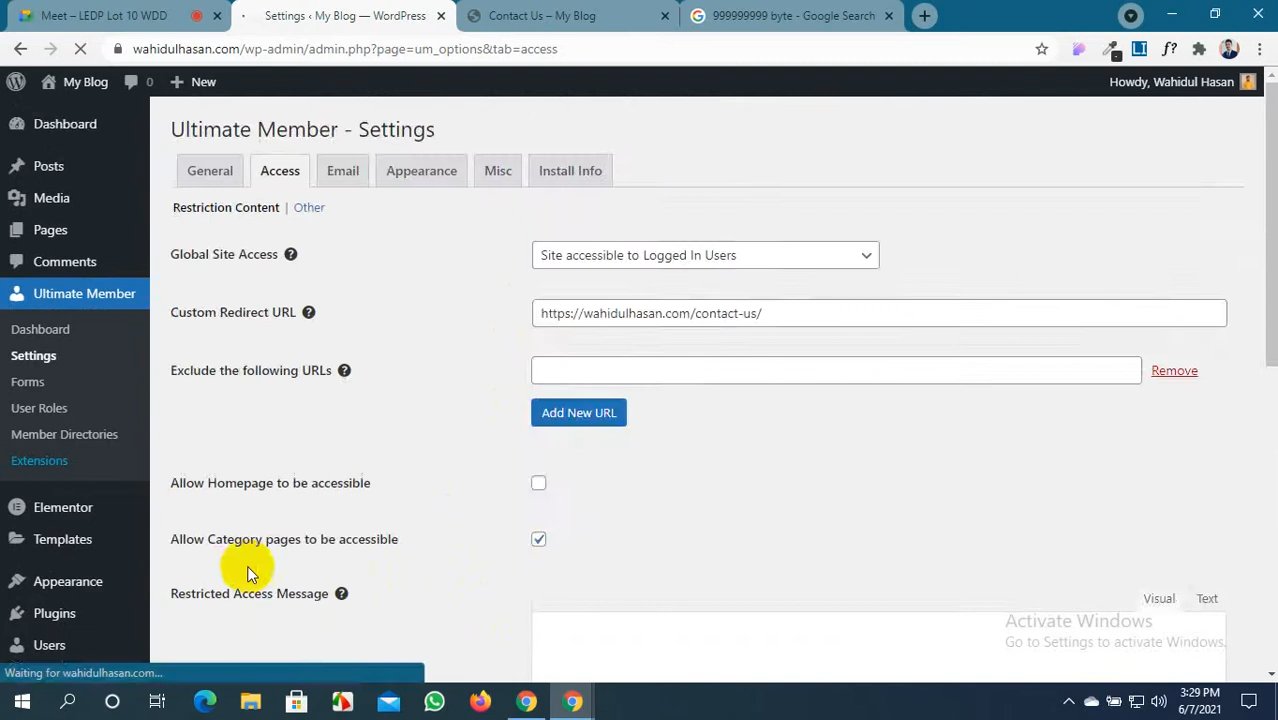 Meet – LEDP Lot 10 WDD
Settings ‹ My Blog — WordPress
Contact Us – My Blog
999999999 byte - Google Search
wahidulhasan.com/wp-admin/admin.php?page=um_options&tab=access
My Blog
0
New
Howdy, Wahidul Hasan
Dashboard
Posts
Media
Pages
Comments
Ultimate Member
Dashboard
Settings
Forms
User Roles
Member Directories
Extensions
Elementor
Templates
Appearance
Plugins
Users
Ultimate Member - Settings
General
Access
Email
Appearance
Misc
Install Info
Restriction Content | Other
Global Site Access
Site accessible to Logged In Users
Custom Redirect URL
https://wahidulhasan.com/contact-us/
Exclude the following URLs
Remove
Add New URL
Allow Homepage to be accessible
Allow Category pages to be accessible
Restricted Access Message
Visual
Text
Activate Windows
Go to Settings to activate Windows.
Waiting for wahidulhasan.com...
3:29 PM
6/7/2021